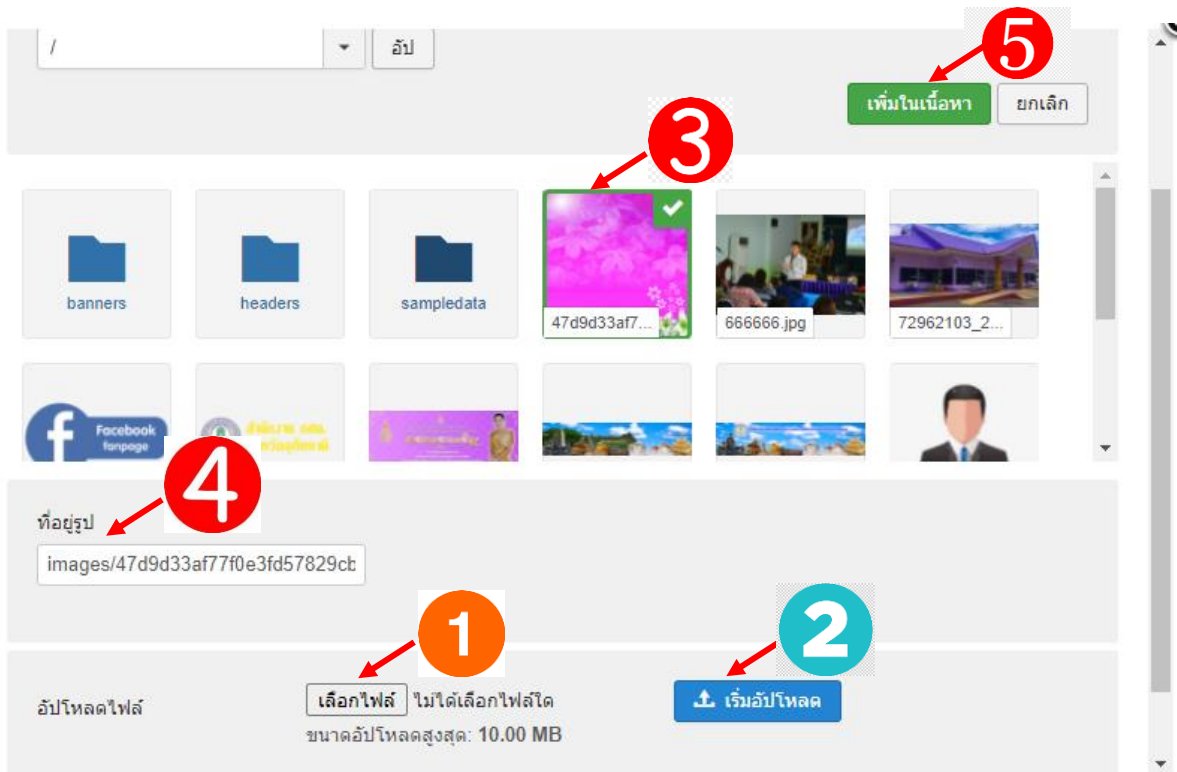 /
อัป
5
เพิ่มในเนื้อหา
ยกเลิก
3
banners
headers
sampledata
47d9d33af7...
666666.jpg
72962103_2...
Facebook
fanpage
4
ที่อยู่รูป
images/47d9d33af77f0e3fd57829cb
1
2
อัปโหลดไฟล์
เลือกไฟล์ ไม่ได้เลือกไฟล์ใด
เริ่มอัปโหลด
ขนาดอัปโหลดสูงสุด: 10.00 MB